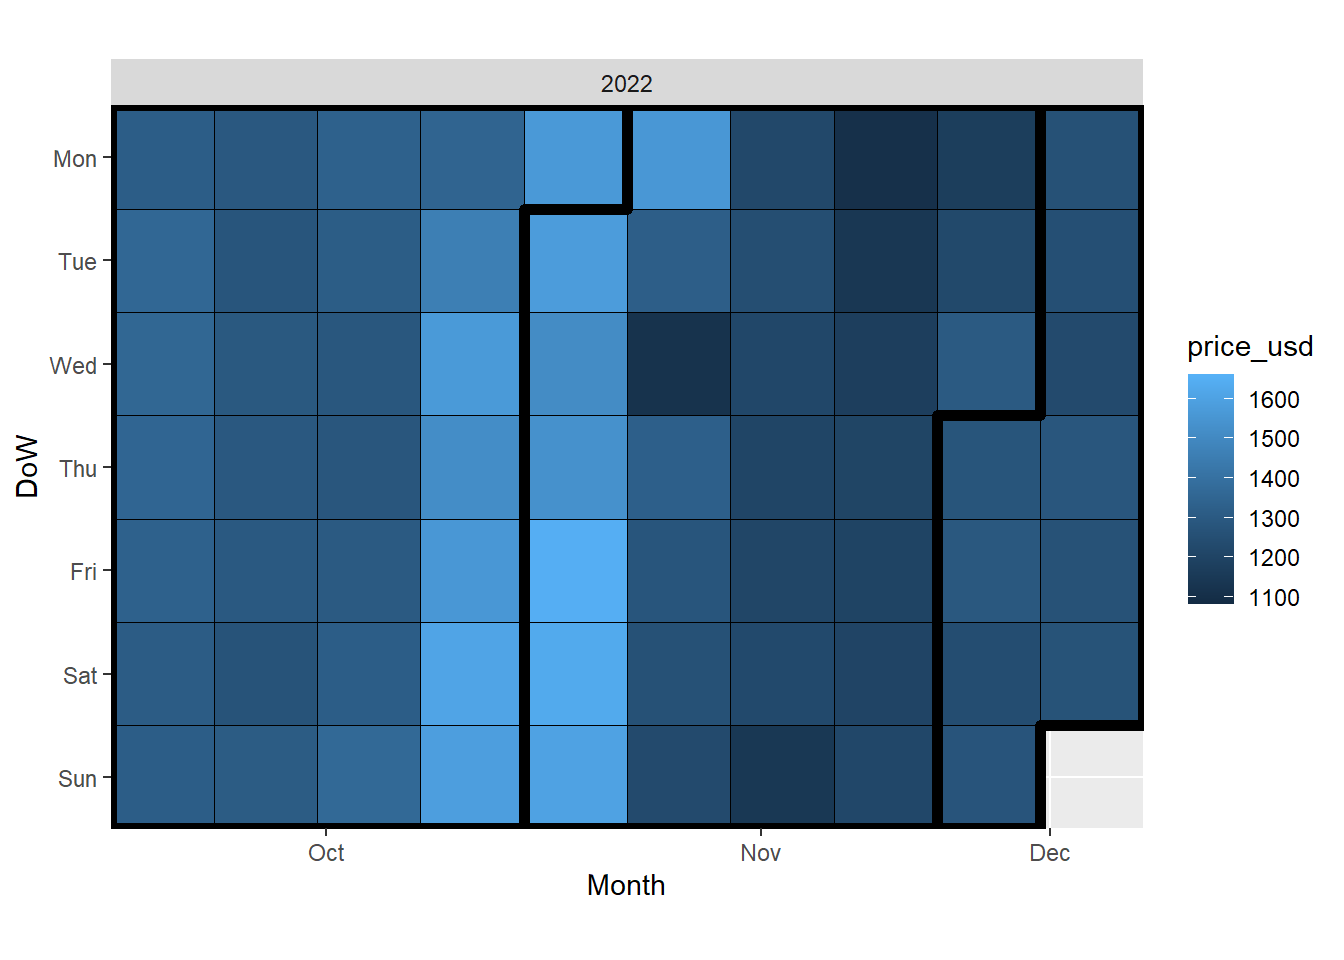 2022
Mon
Tue
Wed
Thu
Fri
Sat
Sun
DoW
Oct Nov Dec
Month
price_usd
1600
1500
1400
1300
1200
1100